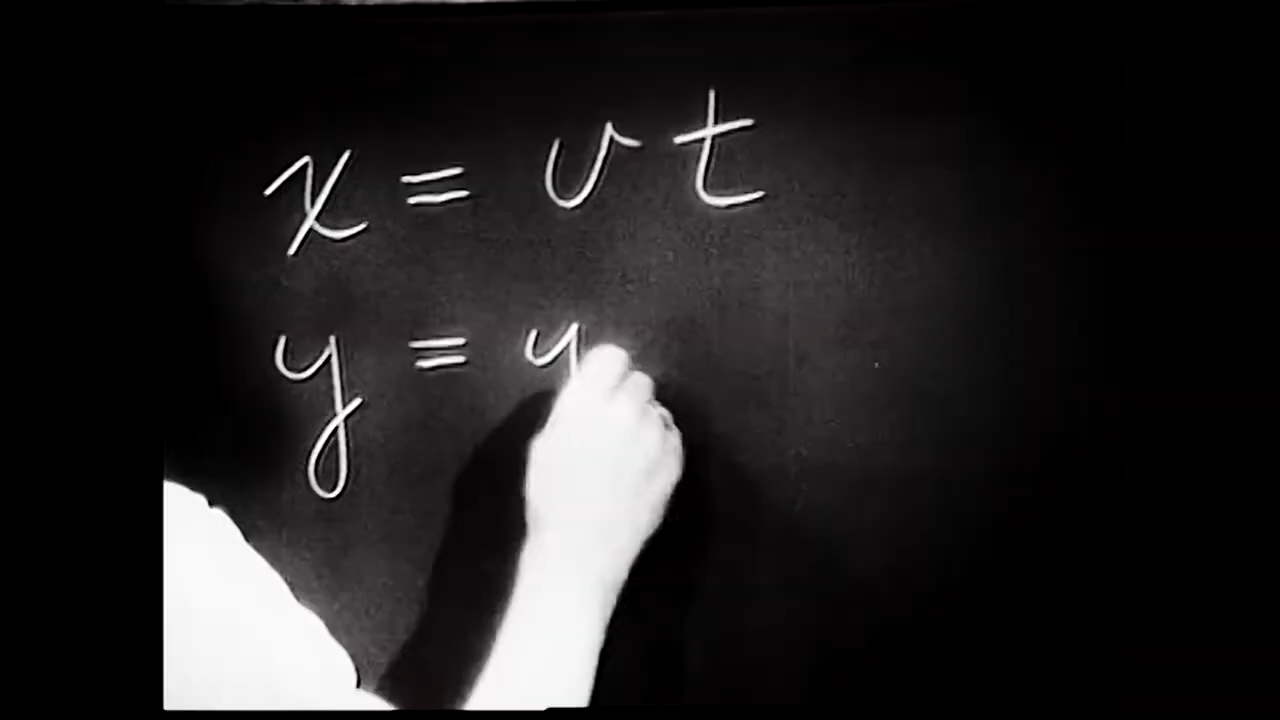 x = vt
y = y